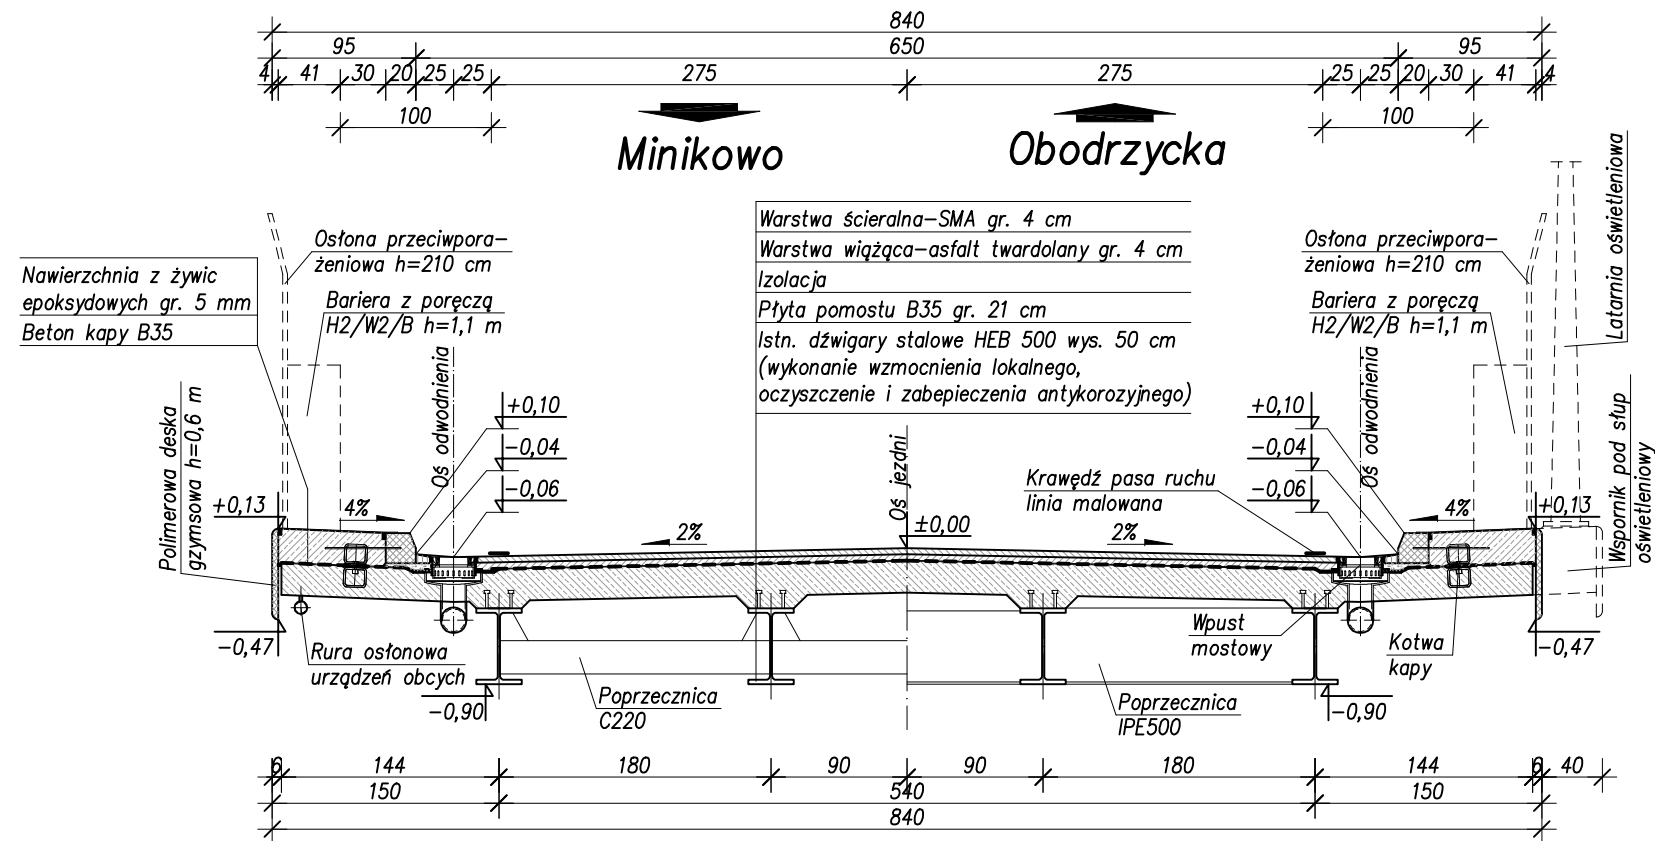 840
95 650 95
4 41 30 20 25 25 275 275 25 25 20 30 41 4
100 100
Minikowo Obodrzycka
Warstwa ścieralna-SMA gr. 4 cm
Warstwa wiążąca-asfalt twardolany gr. 4 cm
Izolacja
Płyta pomostu B35 gr. 21 cm
Istn. dźwigary stalowe HEB 500 wys. 50 cm
(wykonanie wzmocnienia lokalnego,
oczyszczenie i zabepieczenia antykorozyjnego)
Osłona przeciwpora-
żeniowa h=210 cm
Nawierzchnia z żywic
epoksydowych gr. 5 mm
Beton kapy B35
Bariera z poręczą
H2/W2/B h=1,1 m
Oś odwodnienia
Polimerowa deska
gzymsowa h=0,6 m
+0,10
-0,04
-0,06
+0,13
4%
2%
Oś jezdni
±0,00
2%
Krawędź pasa ruchu
linia malowana
+0,10
-0,04
-0,06
Oś odwodnienia
4%
+0,13
Osłona przeciwpora-
żeniowa h=210 cm
Bariera z poręczą
H2/W2/B h=1,1 m
Latarnia oświetleniowa
Wspornik pod słup
oświetleniowy
-0,47
Rura osłonowa
urządzeń obcych
-0,90
Poprzecznica
C220
Poprzecznica
IPE500
Wpust
mostowy
Kotwa
kapy
-0,47
-0,90
6 144 180 90 90 180 144 6 40
150 540 150
840